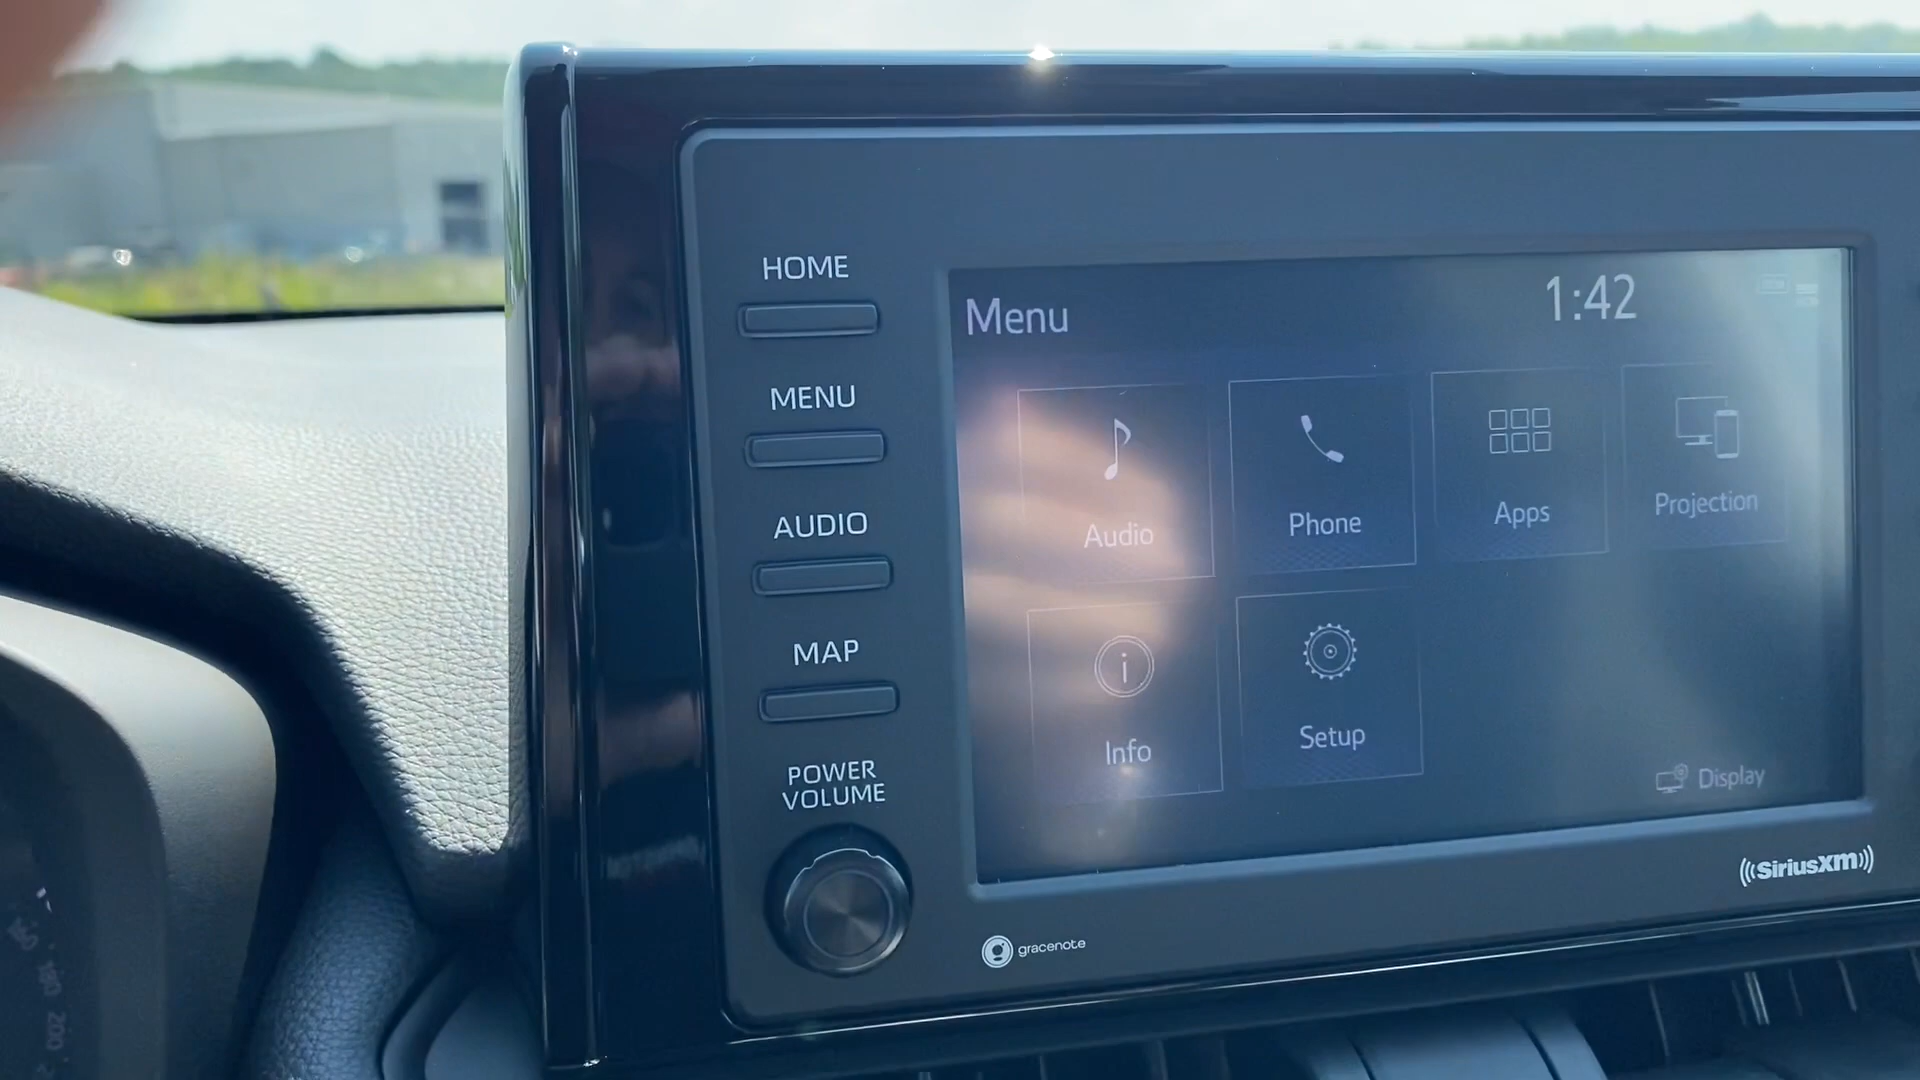 HOME
MENU
AUDIO
MAP
POWER
VOLUME
Menu
1:42
Audio
Phone
Apps
Projection
Info
Setup
Display
SiriusXM
gracenote